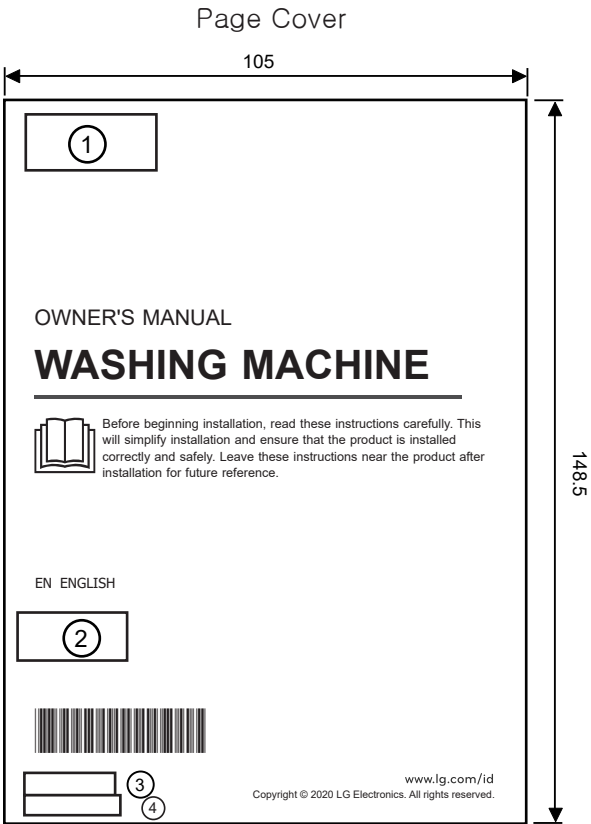 Page Cover
105
1
148.5
OWNER'S MANUAL
WASHING MACHINE
Before beginning installation, read these instructions carefully. This
will simplify installation and ensure that the product is installed
correctly and safely. Leave these instructions near the product after
installation for future reference.
EN ENGLISH
2
3
4
www.lg.com/id
Copyright © 2020 LG Electronics. All rights reserved.